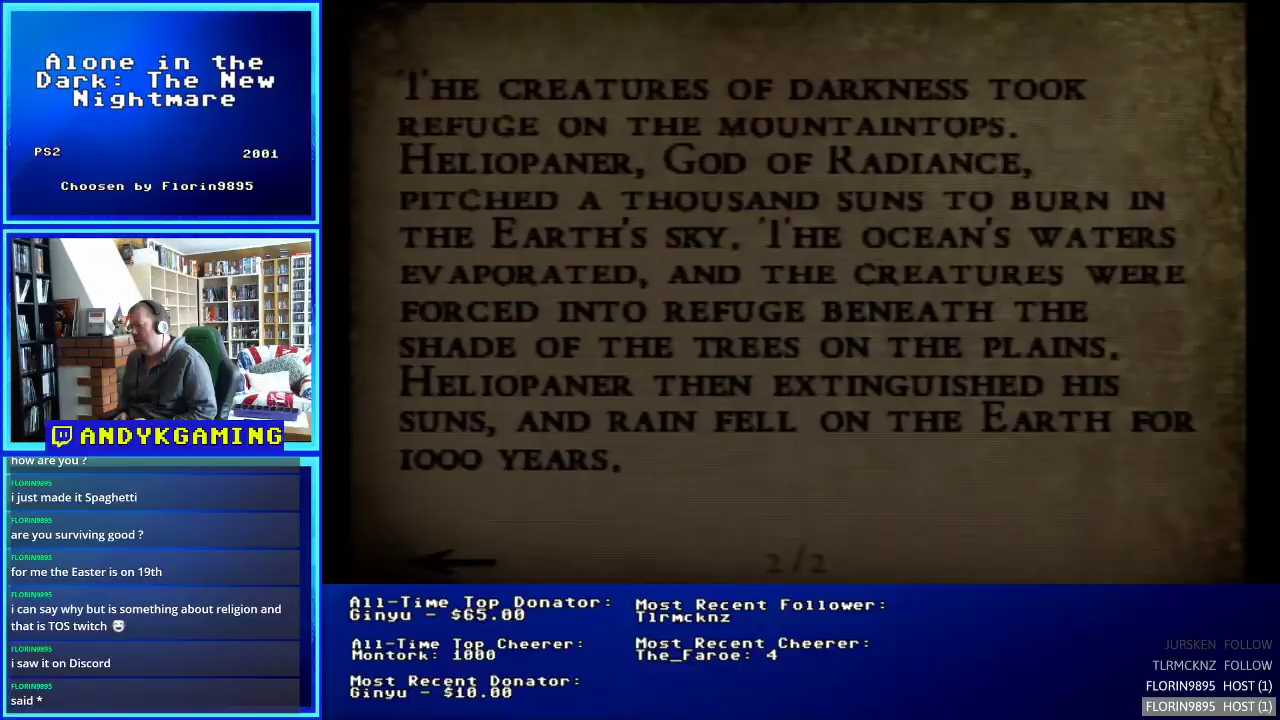 Alone in the
Dark: The New
Nightmare
PS2
2001
Choosen by Florin9895
ANDYKGAMING
how are you ?
FLORIN9895
i just made it Spaghetti
FLORIN9895
are you surviving good ?
FLORIN9895
for me the Easter is on 19th
FLORIN9895
i can say why but is something about religion and
that is TOS twitch
FLORIN9895
i saw it on Discord
FLORIN9895
said *
THE CREATURES OF DARKNESS TOOK
REFUGE ON THE MOUNTAINTOPS.
HELIOPANER, GOD OF RADIANCE,
PITCHED A THOUSAND SUNS TO BURN IN
THE EARTH'S SKY. THE OCEAN'S WATERS
EVAPORATED, AND THE CREATURES WERE
FORCED INTO REFUGE BENEATH THE
SHADE OF THE TREES ON THE PLAINS.
HELIOPANER THEN EXTINGUISHED HIS
SUNS, AND RAIN FELL ON THE EARTH FOR
1000 YEARS.
2/2
All-Time Top Donator:
Ginyu - $65.00
All-Time Top Cheerer:
Montork: 1000
Most Recent Donator:
Ginyu - $10.00
Most Recent Follower:
Tlrmcknz
Most Recent Cheerer:
The_Faroe: 4
JURSKEN FOLLOW
TLRMCKNZ FOLLOW
FLORIN9895 HOST (1)
FLORIN9895 HOST (1)